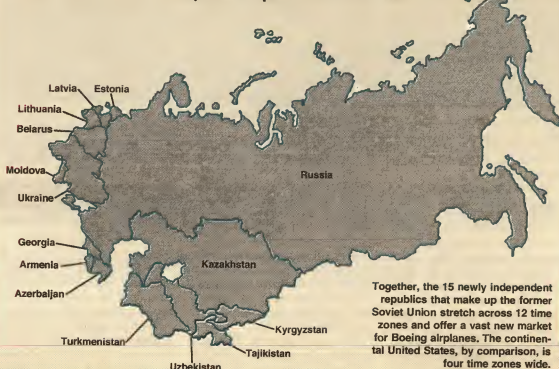 Latvia
Estonia
Lithuania
Belarus
Moldova
Ukraine
Georgia
Armenia
Azerbaijan
Turkmenistan
Uzbekistan
Tajikistan
Kyrgyzstan
Kazakhstan
Russia
Together, the 15 newly independent
republics that make up the former
Soviet Union stretch across 12 time
zones and offer a vast new market
for Boeing airplanes. The continen-
tal United States, by comparison, is
four time zones wide.